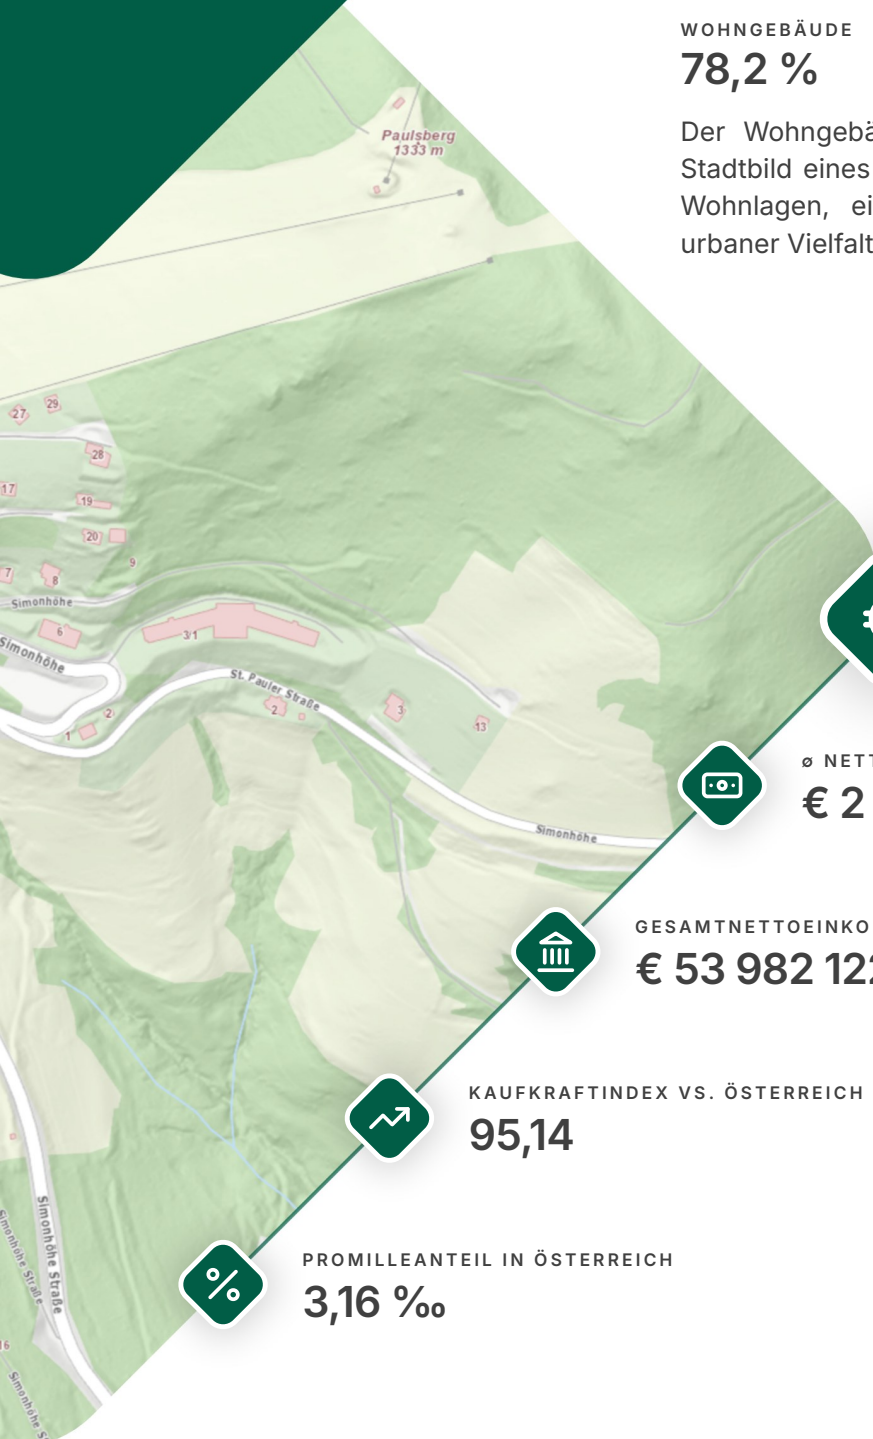 WOHNGEBÄUDE
78,2 %
Der Wohngebä
Stadtbild eines
Wohnlagen, ei
urbaner Vielfalt
Paulsberg
1333 m
29
27
28
17
19
20
9
7
8
Simonhöhe
6
3/1
Simonhöhe
St. Pauler Straße
2
3
2
13
1
Simonhöhe
ø NETT
€ 2
GESAMTNETTOEINKO
€ 53 982 122
KAUFKRAFTINDEX VS. ÖSTERREICH
95,14
PROMILLEANTEIL IN ÖSTERREICH
3,16 ‰
Simonhöhe Straße
Simonhöhe Straße
16
Simonhöhe S